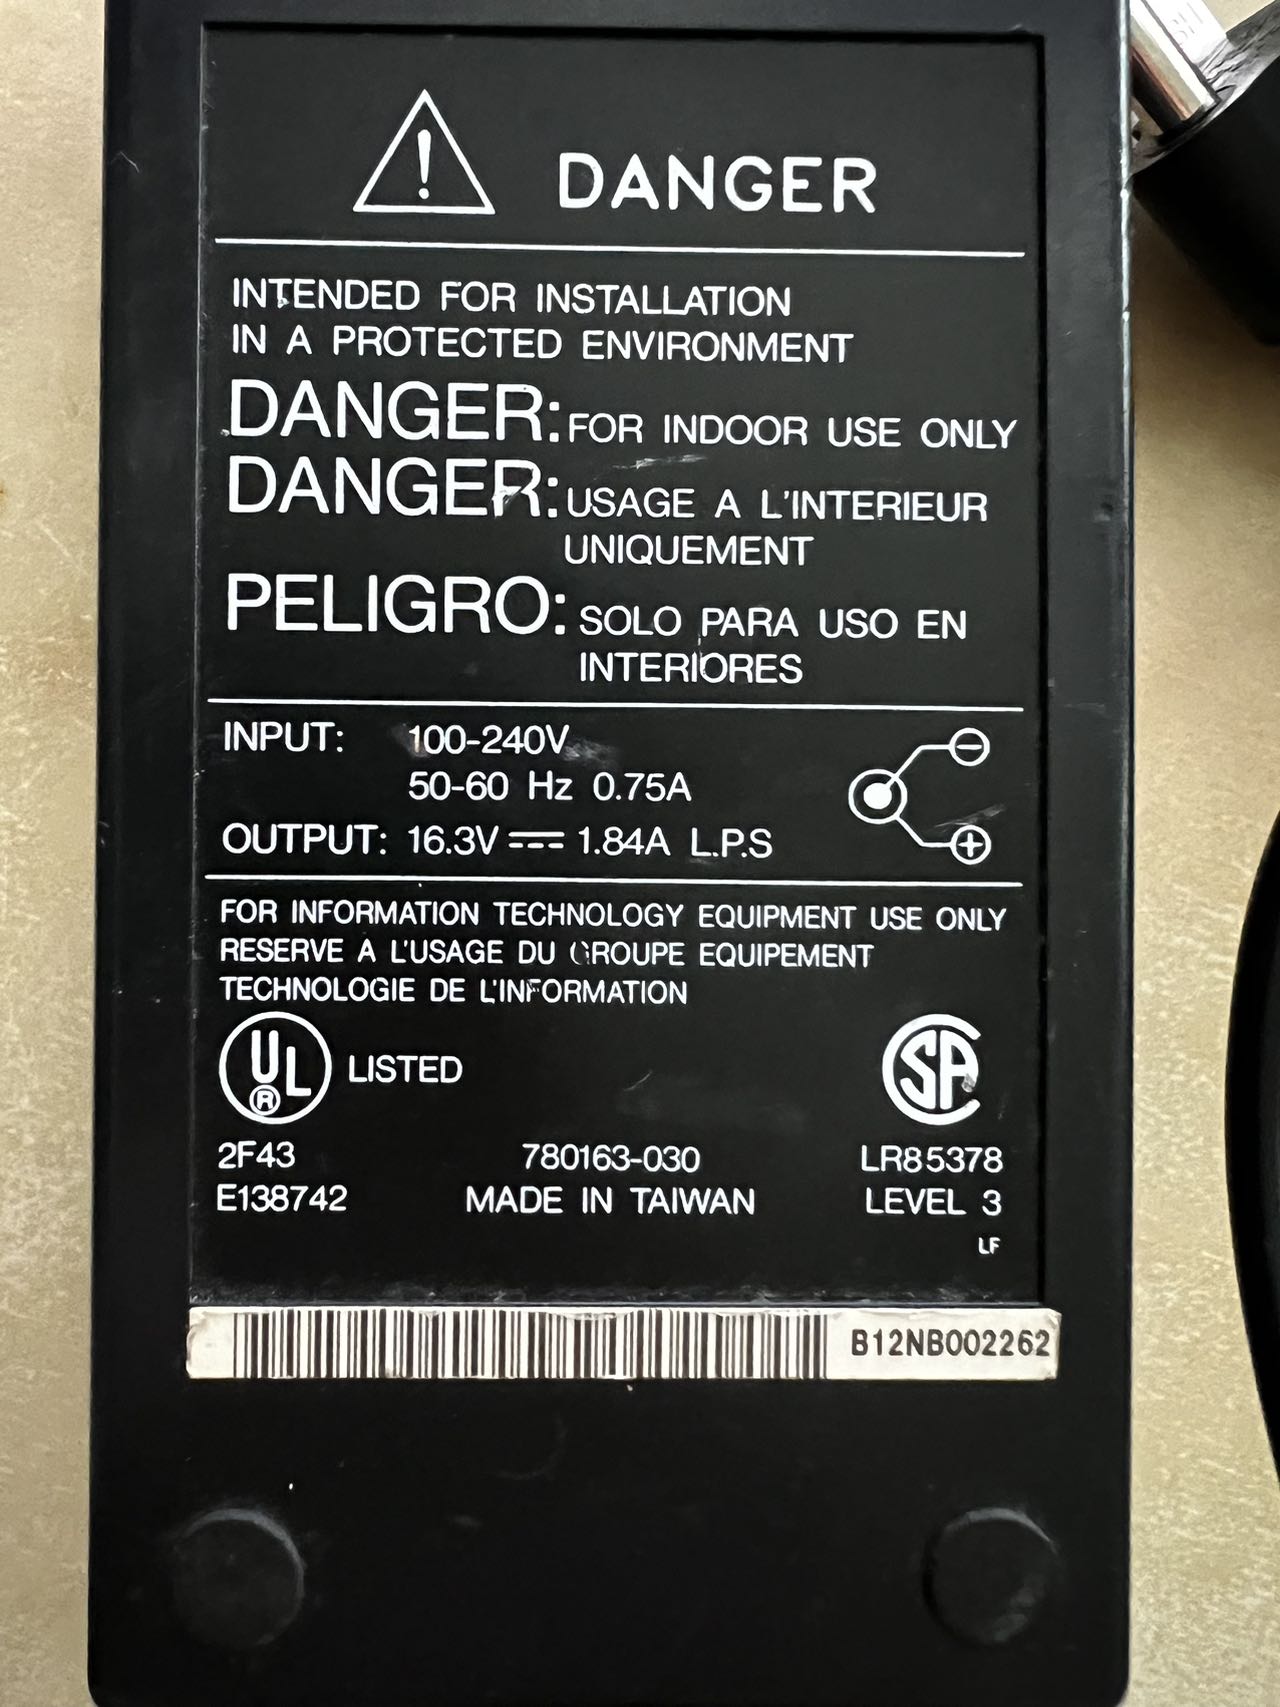 ! DANGER
INTENDED FOR INSTALLATION
IN A PROTECTED ENVIRONMENT
DANGER: FOR INDOOR USE ONLY
DANGER: USAGE A L'INTERIEUR
UNIQUEMENT
PELIGRO: SOLO PARA USO EN
INTERIORES
INPUT: 100-240V
50-60 Hz 0.75A
OUTPUT: 16.3V ⎓ 1.84A L.P.S
FOR INFORMATION TECHNOLOGY EQUIPMENT USE ONLY
RESERVE A L'USAGE DU GROUPE EQUIPEMENT
TECHNOLOGIE DE L'INFORMATION
UL® LISTED
SA
2F43 780163-030 LR85378
E138742 MADE IN TAIWAN LEVEL 3
LF
B12NB002262